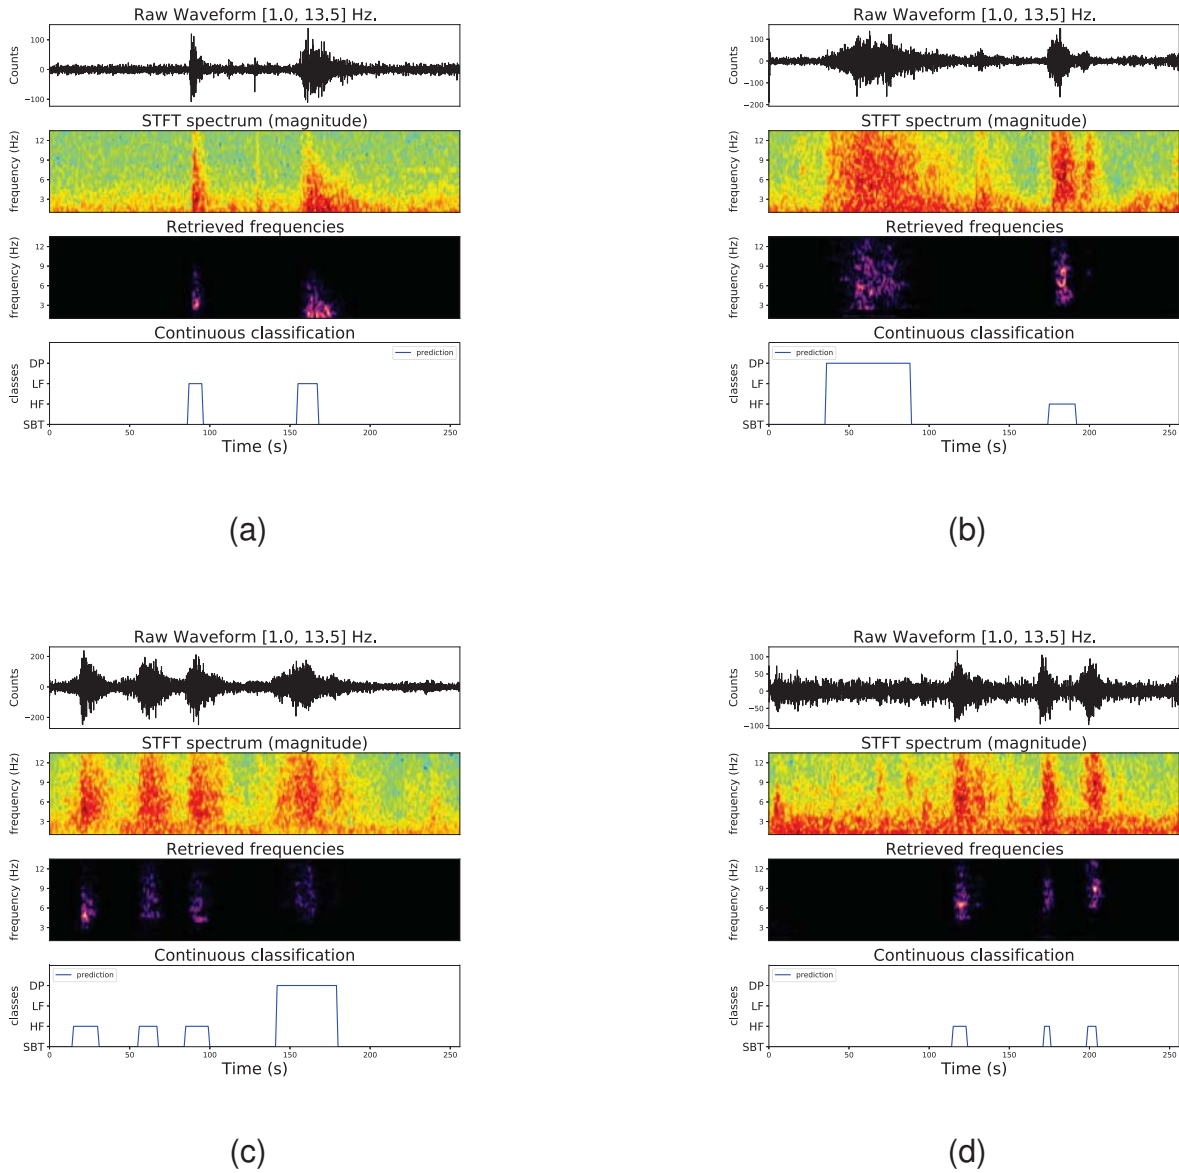 Raw Waveform [1.0, 13.5] Hz.
Counts
100
0
−100
STFT spectrum (magnitude)
frequency (Hz)
12
9
6
3
Retrieved frequencies
frequency (Hz)
12
9
6
3
Continuous classification
classes
DP
LF
HF
SBT
prediction
0 50 100 150 200 250
Time (s)
(a)
Raw Waveform [1.0, 13.5] Hz.
Counts
100
0
−100
−200
STFT spectrum (magnitude)
frequency (Hz)
12
9
6
3
Retrieved frequencies
frequency (Hz)
12
9
6
3
Continuous classification
classes
DP
LF
HF
SBT
prediction
0 50 100 150 200 250
Time (s)
(b)
Raw Waveform [1.0, 13.5] Hz.
Counts
200
0
−200
STFT spectrum (magnitude)
frequency (Hz)
12
9
6
3
Retrieved frequencies
frequency (Hz)
12
9
6
3
Continuous classification
classes
DP
LF
HF
SBT
prediction
0 50 100 150 200 250
Time (s)
(c)
Raw Waveform [1.0, 13.5] Hz.
Counts
100
50
0
−50
−100
STFT spectrum (magnitude)
frequency (Hz)
12
9
6
3
Retrieved frequencies
frequency (Hz)
12
9
6
3
Continuous classification
classes
DP
LF
HF
SBT
prediction
0 50 100 150 200 250
Time (s)
(d)